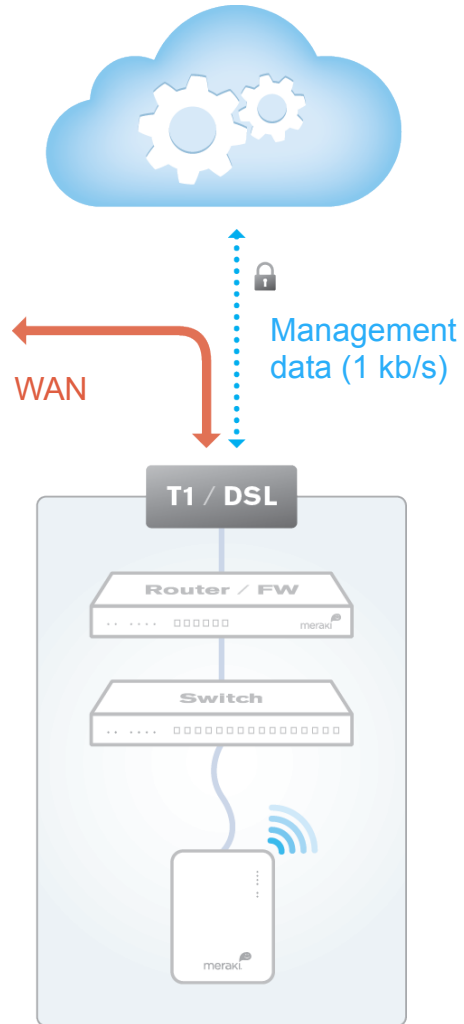 Management
data (1 kb/s)
WAN
T1 / DSL
Router / FW
meraki
Switch
meraki